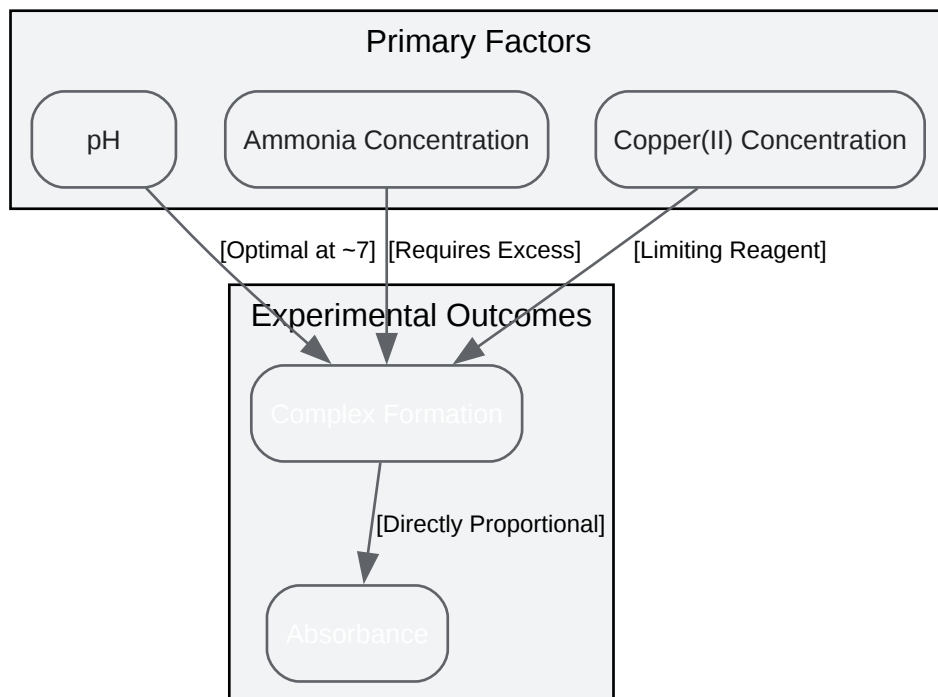 Primary Factors
pH
Ammonia Concentration
Copper(II) Concentration
[Optimal at ~7]
[Requires Excess]
[Limiting Reagent]
Experimental Outcomes
Complex Formation
[Directly Proportional]
Absorbance